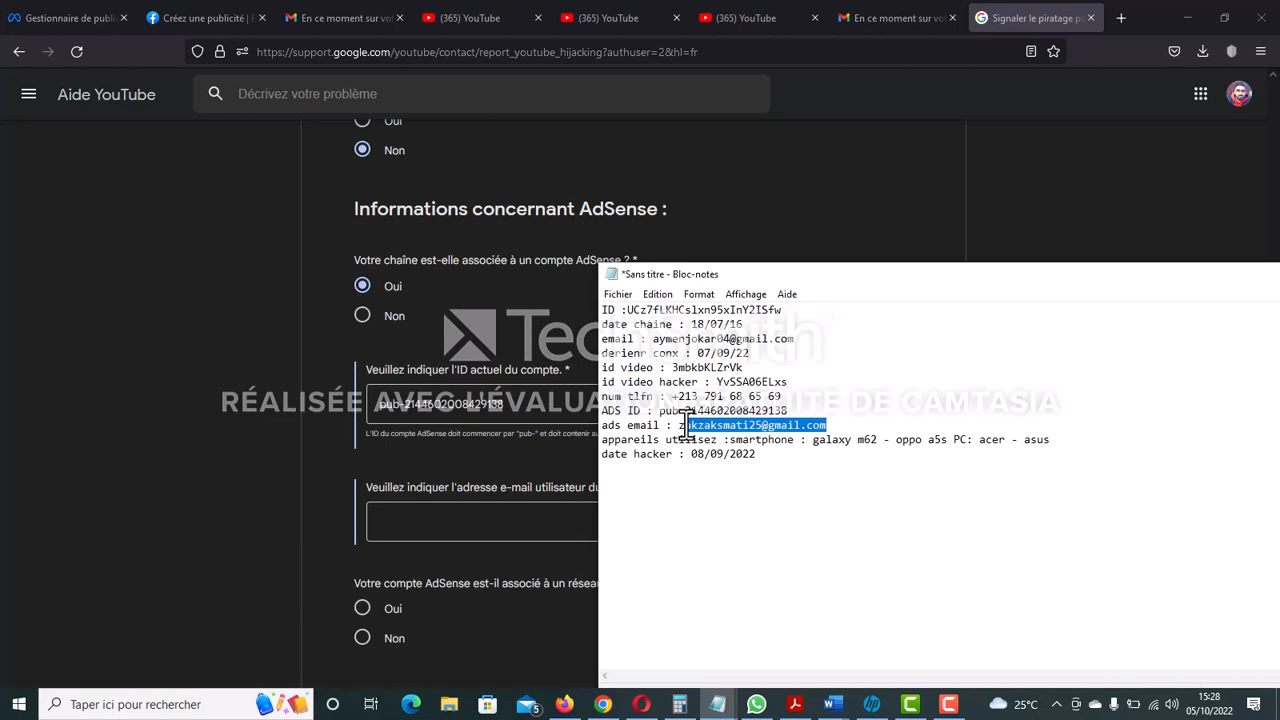 Gestionnaire de publi
Créez une publicité | F
En ce moment sur vo
(365) YouTube
(365) YouTube
(365) YouTube
En ce moment sur vo
Signaler le piratage po
https://support.google.com/youtube/contact/report_youtube_hijacking?authuser=2&hl=fr
Aide YouTube
Décrivez votre problème
Oui
Non
Informations concernant AdSense :
Votre chaîne est-elle associée à un compte AdSense ? *
Oui
Non
Veuillez indiquer l'ID actuel du compte. *
pub-2144602008429138
L'ID du compte AdSense doit commencer par "pub-" et doit contenir au
Veuillez indiquer l'adresse e-mail utilisateur du
Votre compte AdSense est-il associé à un résea
Oui
Non
*Sans titre - Bloc-notes
Fichier Edition Format Affichage Aide
ID :UCz7fLKHCslxn95xInY2ISfw
date chaine : 18/07/16
email : aymenjokar04@gmail.com
derienr conx : 07/09/22
id video : 3mbkbKLZrVk
id video hacker : YvSSA06ELxs
num tlfn : +213 791 68 65 69
ADS ID : pub-2144602008429138
ads email : zakzaksmati25@gmail.com
appareils utilisez :smartphone : galaxy m62 - oppo a5s PC: acer - asus
date hacker : 08/09/2022
TechSmith
RÉALISÉE AVEC L'ÉVALUATION GRATUITE DE CAMTASIA
Taper ici pour rechercher
5
25°C
15:28
05/10/2022